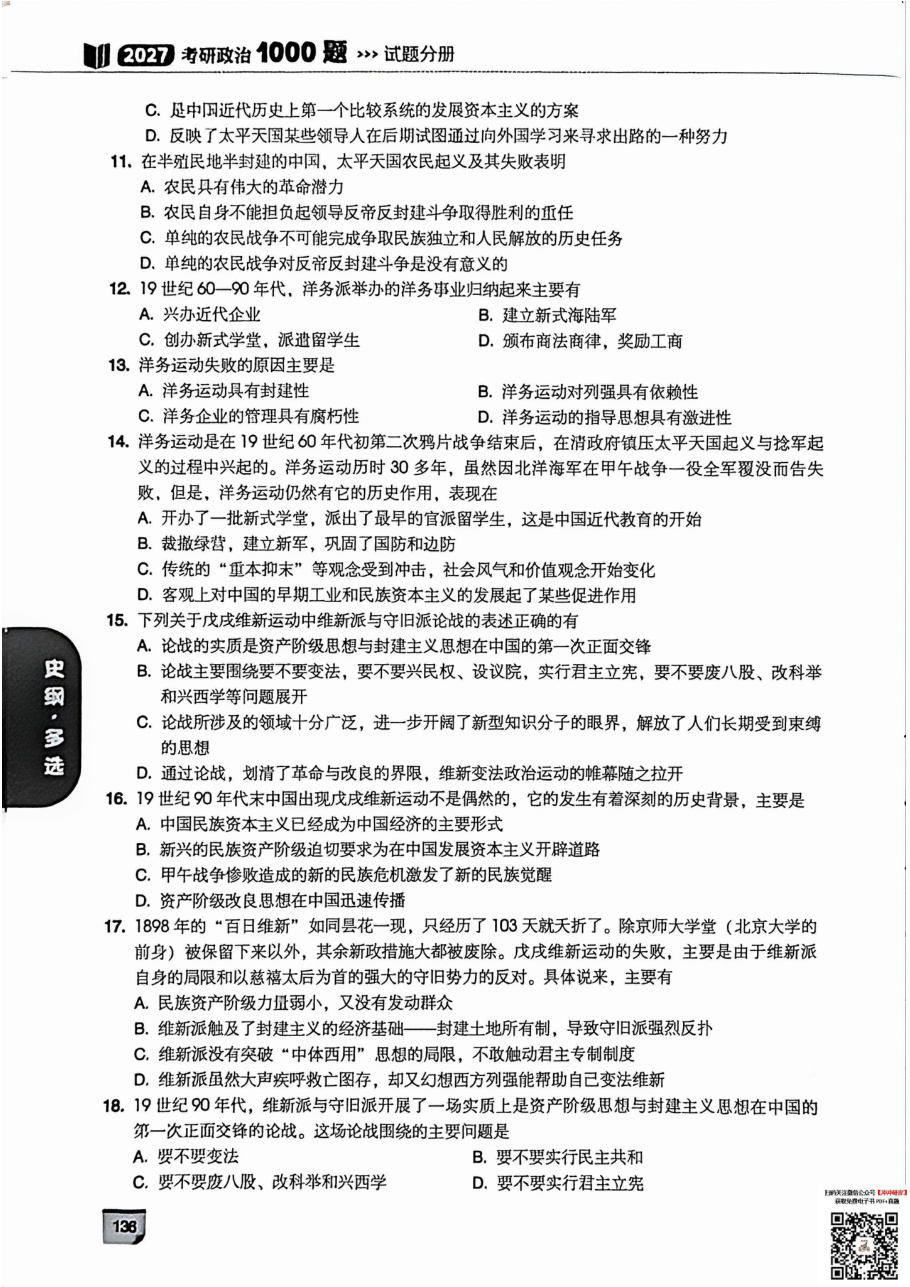 2027 考研政治1000题 >>> 试题分册
C. 是中国近代历史上第一个比较系统的发展资本主义的方案
D. 反映了太平天国某些领导人在后期试图通过向外国学习来寻求出路的一种努力
11. 在半殖民地半封建的中国，太平天国农民起义及其失败表明
A. 农民具有伟大的革命潜力
B. 农民自身不能担负起领导反帝反封建斗争取得胜利的重任
C. 单纯的农民战争不可能完成争取民族独立和人民解放的历史任务
D. 单纯的农民战争对反帝反封建斗争是没有意义的
12. 19世纪60—90年代，洋务派举办的洋务事业归纳起来主要有
A. 兴办近代企业 B. 建立新式海陆军
C. 创办新式学堂，派遣留学生 D. 颁布商法商律，奖励工商
13. 洋务运动失败的原因主要是
A. 洋务运动具有封建性 B. 洋务运动对列强具有依赖性
C. 洋务企业的管理具有腐朽性 D. 洋务运动的指导思想具有激进性
14. 洋务运动是在19世纪60年代初第二次鸦片战争结束后，在清政府镇压太平天国起义与捻军起
义的过程中兴起的。洋务运动历时30多年，虽然因北洋海军在甲午战争一役全军覆没而告失
败，但是，洋务运动仍然有它的历史作用，表现在
A. 开办了一批新式学堂，派出了最早的官派留学生，这是中国近代教育的开始
B. 裁撤绿营，建立新军，巩固了国防和边防
C. 传统的“重本抑末”等观念受到冲击，社会风气和价值观念开始变化
D. 客观上对中国的早期工业和民族资本主义的发展起了某些促进作用
15. 下列关于戊戌维新运动中维新派与守旧派论战的表述正确的有
A. 论战的实质是资产阶级思想与封建主义思想在中国的第一次正面交锋
B. 论战主要围绕要不要变法，要不要兴民权、设议院，实行君主立宪，要不要废八股、改科举
和兴西学等问题展开
C. 论战所涉及的领域十分广泛，进一步开阔了新型知识分子的眼界，解放了人们长期受到束缚
的思想
D. 通过论战，划清了革命与改良的界限，维新变法政治运动的帷幕随之拉开
16. 19世纪90年代末中国出现戊戌维新运动不是偶然的，它的发生有着深刻的历史背景，主要是
A. 中国民族资本主义已经成为中国经济的主要形式
B. 新兴的民族资产阶级迫切要求为在中国发展资本主义开辟道路
C. 甲午战争惨败造成的新的民族危机激发了新的民族觉醒
D. 资产阶级改良思想在中国迅速传播
17. 1898年的“百日维新”如同昙花一现，只经历了103天就夭折了。除京师大学堂（北京大学的
前身）被保留下来以外，其余新政措施大都被废除。戊戌维新运动的失败，主要是由于维新派
自身的局限和以慈禧太后为首的强大的守旧势力的反对。具体说来，主要有
A. 民族资产阶级力量弱小，又没有发动群众
B. 维新派触及了封建主义的经济基础——封建土地所有制，导致守旧派强烈反扑
C. 维新派没有突破“中体西用”思想的局限，不敢触动君主专制制度
D. 维新派虽然大声疾呼救亡图存，却又幻想西方列强能帮助自己变法维新
18. 19世纪90年代，维新派与守旧派开展了一场实质上是资产阶级思想与封建主义思想在中国的
第一次正面交锋的论战。这场论战围绕的主要问题是
A. 要不要变法 B. 要不要实行民主共和
C. 要不要废八股、改科举和兴西学 D. 要不要实行君主立宪
史纲·多选
136
扫码关注微信公众号【冲冲研资】
获取免费电子书PDF+真题